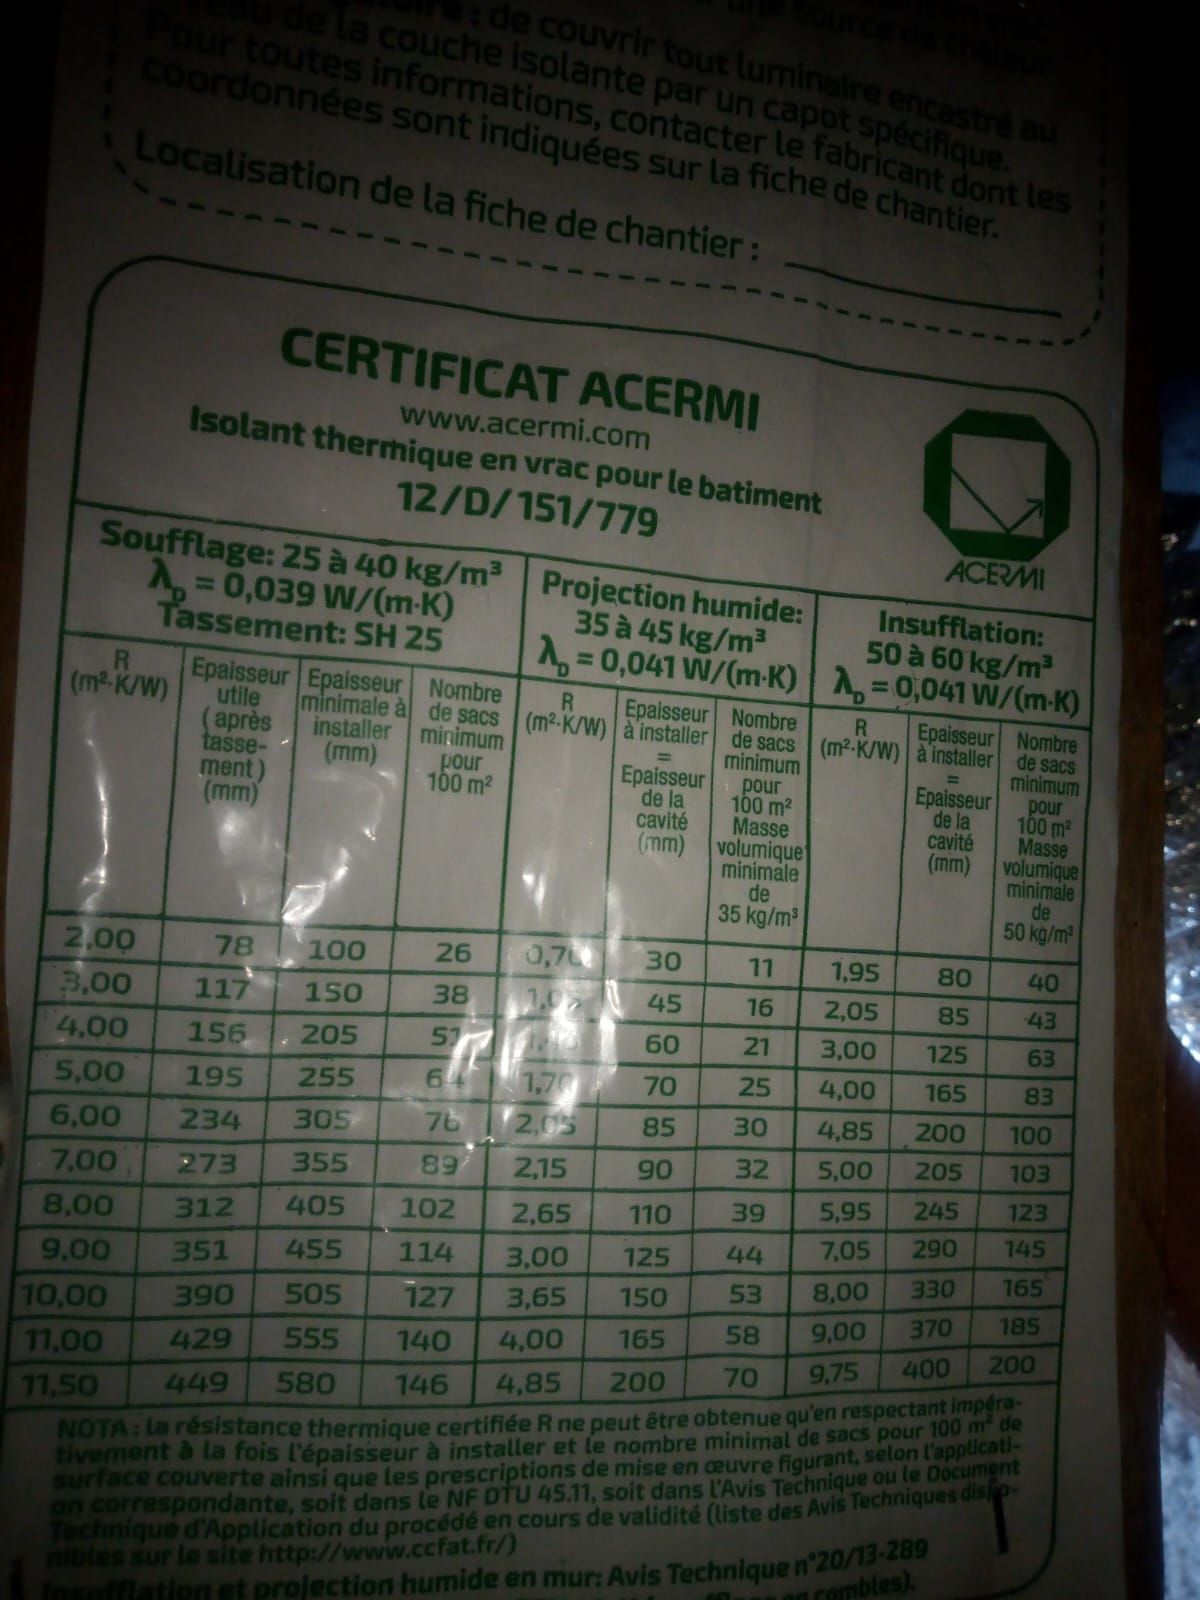 de couvrir tout luminaire encastré au
de la couche isolante par un capot spécifique.
Pour toutes informations, contacter le fabricant dont les
coordonnées sont indiquées sur la fiche de chantier.
Localisation de la fiche de chantier :
CERTIFICAT ACERMI
www.acermi.com
Isolant thermique en vrac pour le batiment
12/D/151/779
ACERMI
Soufflage: 25 à 40 kg/m³
λD = 0,039 W/(m·K)
Tassement: SH 25
Projection humide:
35 à 45 kg/m³
λD = 0,041 W/(m·K)
Insufflation:
50 à 60 kg/m³
λD = 0,041 W/(m·K)
R
(m²·K/W)
Epaisseur
utile
(après
tasse-
ment)
(mm)
Epaisseur
minimale à
installer
(mm)
Nombre
de sacs
minimum
pour
100 m²
R
(m²·K/W)
Epaisseur
à installer
=
Epaisseur
de la
cavité
(mm)
Nombre
de sacs
minimum
pour
100 m²
Masse
volumique
minimale
de
35 kg/m³
R
(m²·K/W)
Epaisseur
à installer
=
Epaisseur
de la
cavité
(mm)
Nombre
de sacs
minimum
pour
100 m²
Masse
volumique
minimale
de
50 kg/m³
2,00 78 100 26 0,70 30 11 1,95 80 40
3,00 117 150 38 45 16 2,05 85 43
4,00 156 205 51 60 21 3,00 125 63
5,00 195 255 64 1,70 70 25 4,00 165 83
6,00 234 305 76 2,05 85 30 4,85 200 100
7,00 273 355 89 2,15 90 32 5,00 205 103
8,00 312 405 102 2,65 110 39 5,95 245 123
9,00 351 455 114 3,00 125 44 7,05 290 145
10,00 390 505 127 3,65 150 53 8,00 330 165
11,00 429 555 140 4,00 165 58 9,00 370 185
11,50 449 580 146 4,85 200 70 9,75 400 200
NOTA : la résistance thermique certifiée R ne peut être obtenue qu'en respectant impéra-
tivement à la fois l'épaisseur à installer et le nombre minimal de sacs pour 100 m² de
surface couverte ainsi que les prescriptions de mise en œuvre figurant, selon l'applicati-
on correspondante, soit dans le NF DTU 45.11, soit dans l'Avis Technique ou le Document
Technique d'Application du procédé en cours de validité (liste des Avis Techniques dispo-
nibles sur le site http://www.ccfat.fr/)
Insufflation et projection humide en mur: Avis Technique n°20/13-289
combles).